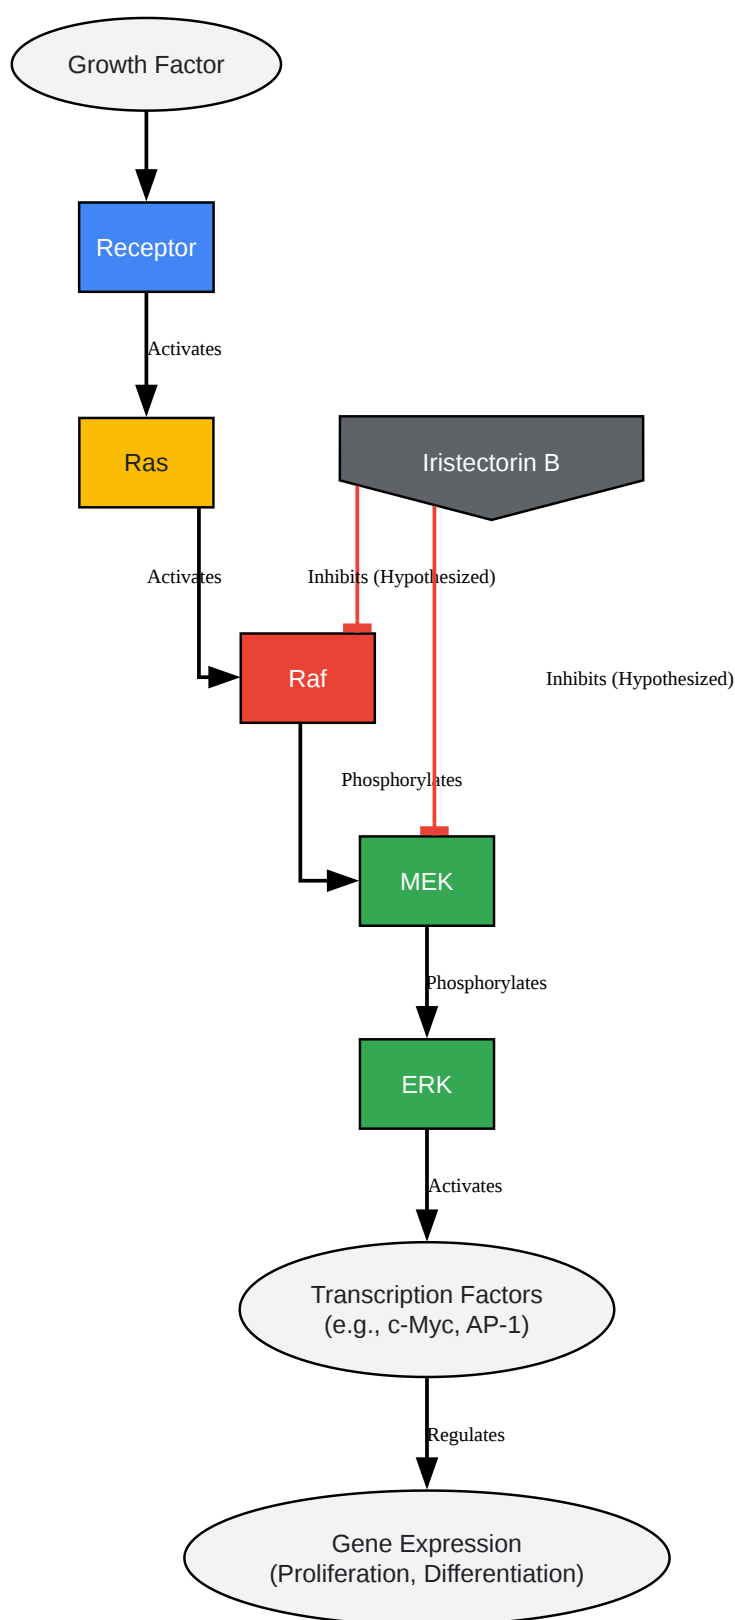 Growth Factor
Receptor
Activates
Ras
Iristectorin B
Activates
Inhibits (Hypothesized)
Raf
Inhibits (Hypothesized)
Phosphorylates
MEK
Phosphorylates
ERK
Activates
Transcription Factors
(e.g., c-Myc, AP-1)
Regulates
Gene Expression
(Proliferation, Differentiation)